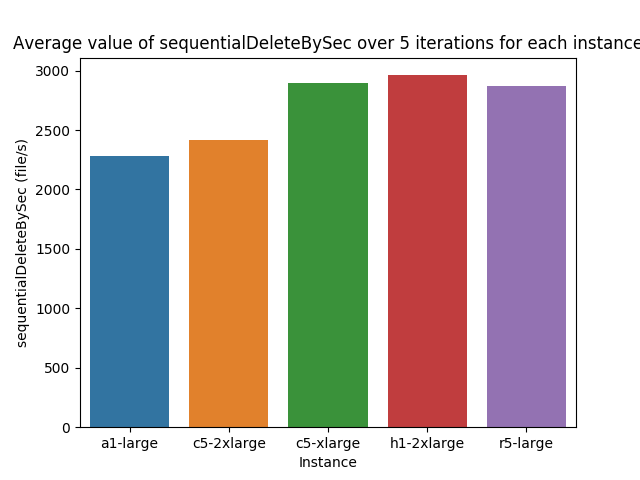 Average value of sequentialDeleteBySec over 5 iterations for each instance
3000
2500
2000
1500
1000
500
0
sequentialDeleteBySec (file/s)
a1-large c5-2xlarge c5-xlarge h1-2xlarge r5-large
Instance